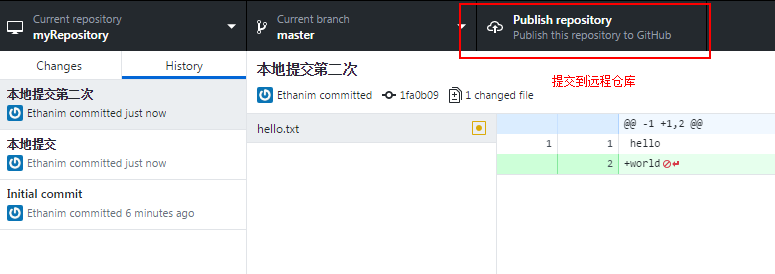 Current repository
myRepository
Current branch
master
Publish repository
Publish this repository to GitHub
Changes
History
本地提交第二次
Ethanim committed just now
本地提交
Ethanim committed just now
Initial commit
Ethanim committed 6 minutes ago
本地提交第二次
Ethanim committed 1fa0b09 1 changed file
提交到远程仓库
hello.txt
@@ -1 +1,2 @@
1 1 hello
2 +world